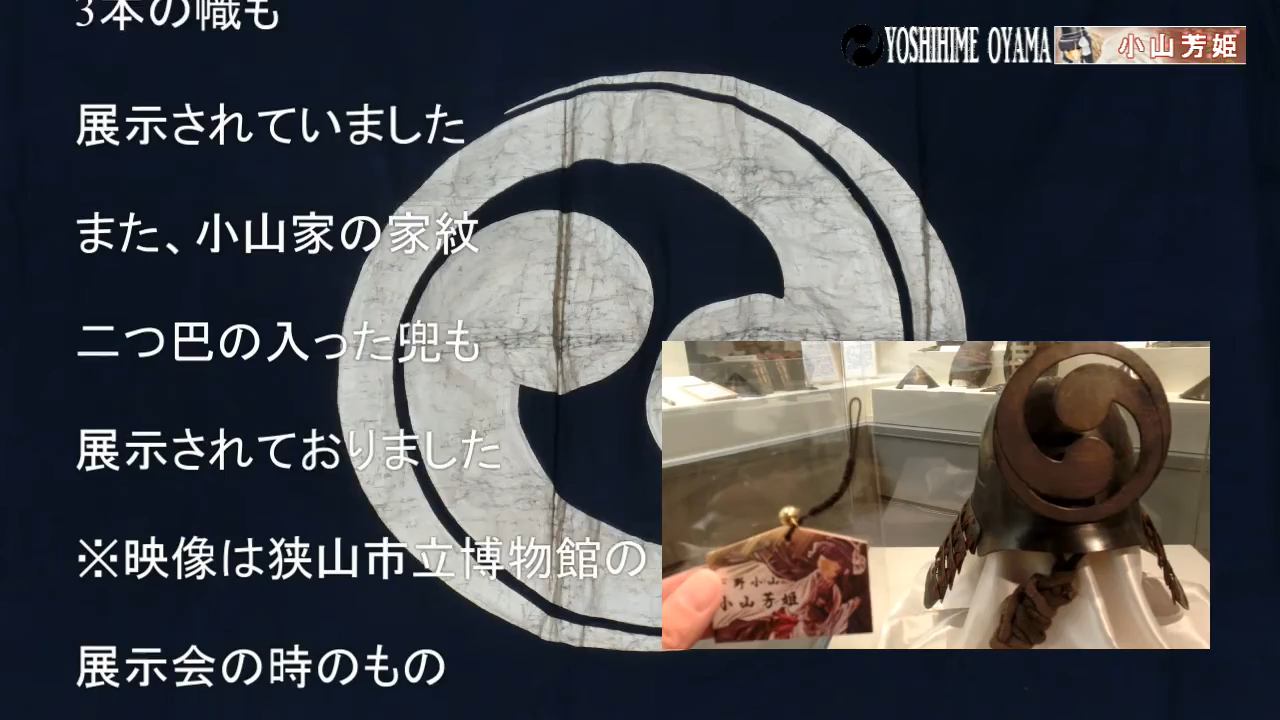 3本の幟も
YOSHIHIME OYAMA
小山芳姫
展示されていました
また、小山家の家紋
二つ巴の入った兜も
展示されておりました
※映像は狭山市立博物館の
展示会の時のもの
野小山
小山芳姫